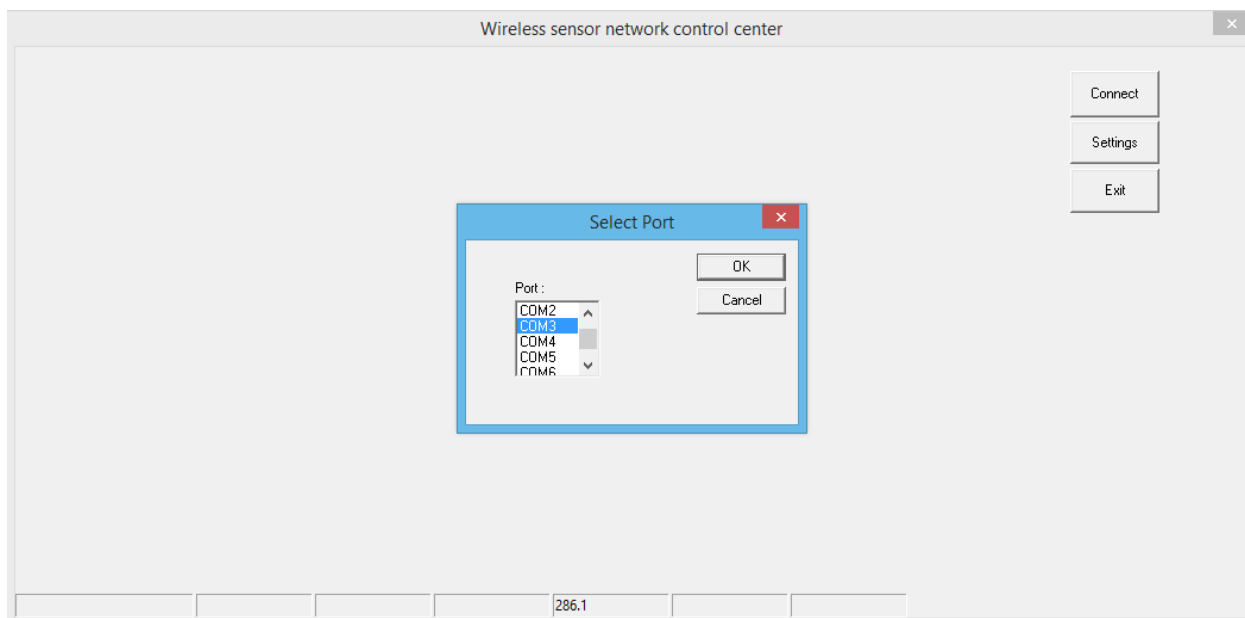 Wireless sensor network control center
Connect
Settings
Exit
Select Port
OK
Port :
Cancel
COM2
COM3
COM4
COM5
COM6
286.1